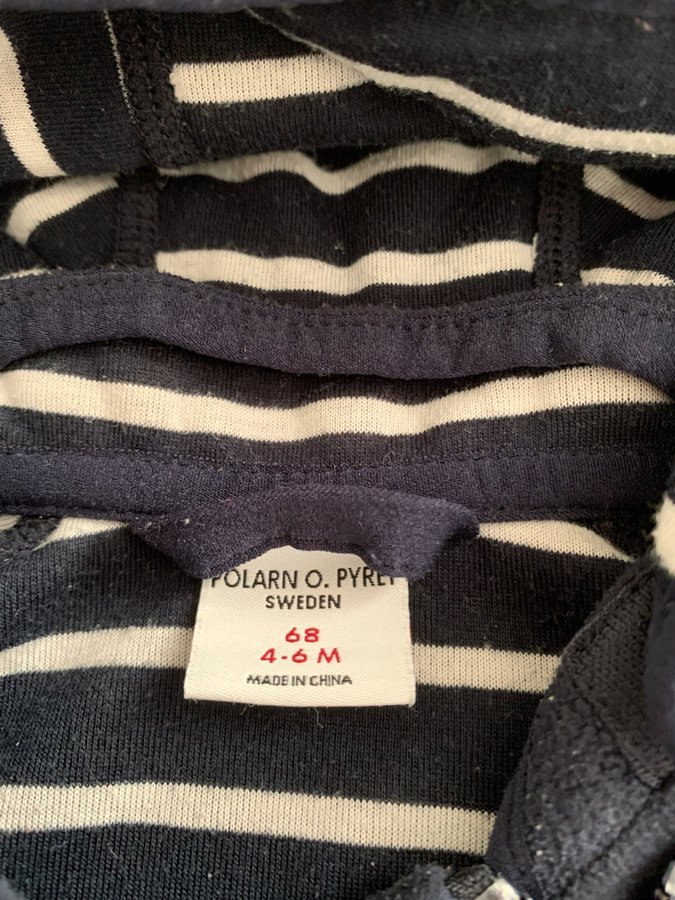 POLARN O. PYRET
SWEDEN
68
4-6 M
MADE IN CHINA